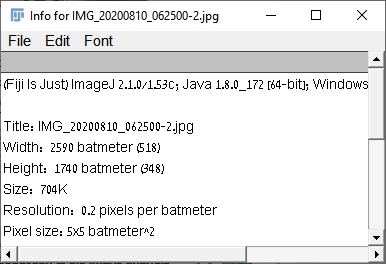 Info for IMG_20200810_062500-2.jpg
File Edit Font
(Fiji Is Just) ImageJ 2.1.0/1.53c; Java 1.8.0_172 [64-bit]; Windows
Title: IMG_20200810_062500-2.jpg
Width: 2590 batmeter (518)
Height: 1740 batmeter (348)
Size: 704K
Resolution: 0.2 pixels per batmeter
Pixel size: 5x5 batmeter^2